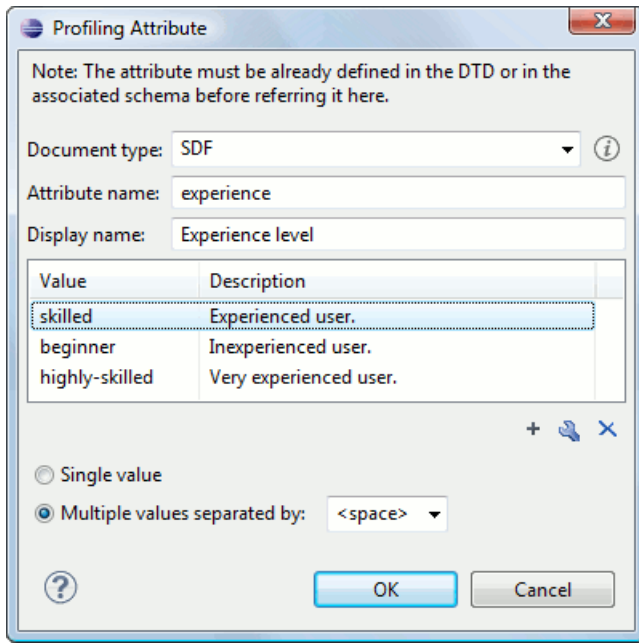 Profiling Attribute
Note: The attribute must be already defined in the DTD or in the
associated schema before referring it here.
Document type: SDF
Attribute name: experience
Display name: Experience level
Value Description
skilled Experienced user.
beginner Inexperienced user.
highly-skilled Very experienced user.
Single value
Multiple values separated by: <space>
OK Cancel